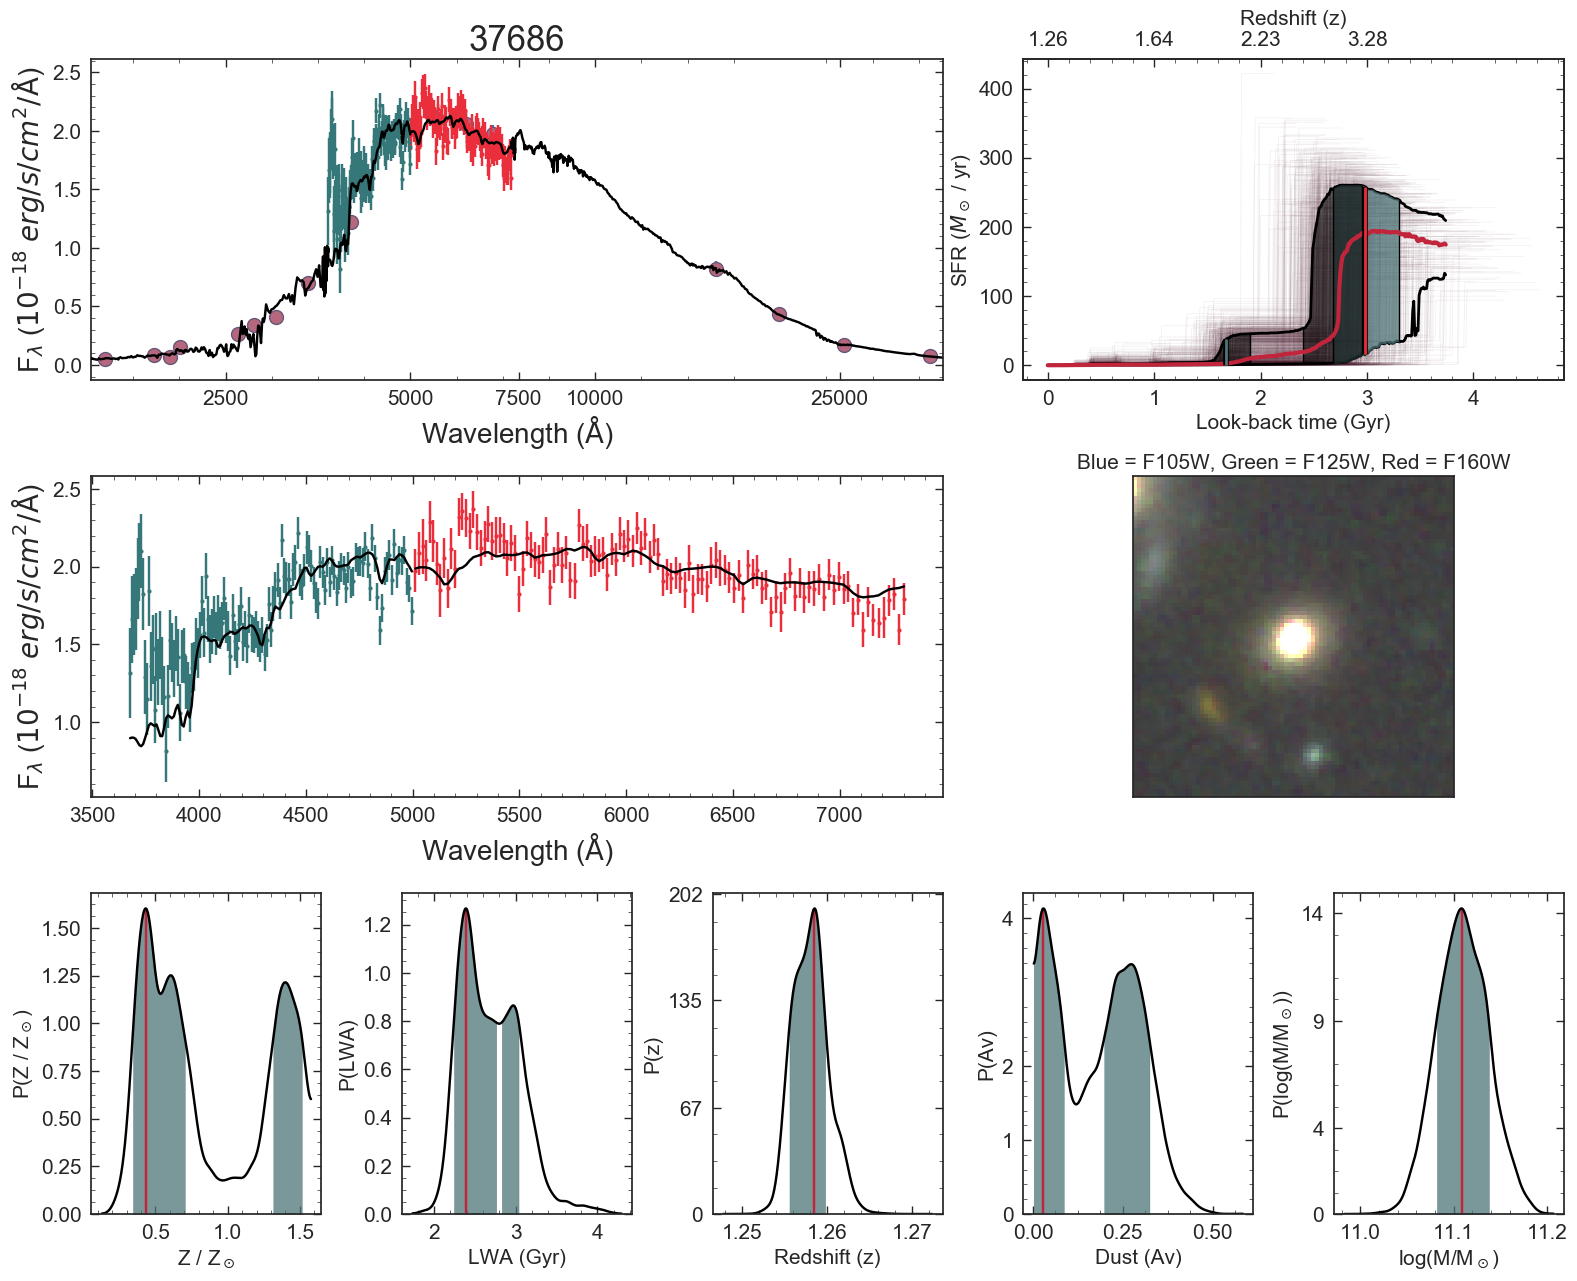 37686
2.5
2.0
1.5
1.0
0.5
0.0
F_λ (10^−18 erg/s/cm^2/Å)
2500 5000 7500 10000 25000
Wavelength (Å)
Redshift (z)
1.26 1.64 2.23 3.28
400
300
200
100
0
SFR (M_⊙ / yr)
0 1 2 3 4
Look-back time (Gyr)
2.5
2.0
1.5
1.0
F_λ (10^−18 erg/s/cm^2/Å)
3500 4000 4500 5000 5500 6000 6500 7000
Wavelength (Å)
Blue = F105W, Green = F125W, Red = F160W
1.50
1.25
1.00
0.75
0.50
0.25
0.00
P(Z / Z_⊙)
0.5 1.0 1.5
Z / Z_⊙
1.2
1.0
0.8
0.6
0.4
0.2
0.0
P(LWA)
2 3 4
LWA (Gyr)
202
135
67
0
P(z)
1.25 1.26 1.27
Redshift (z)
4
3
2
1
0
P(Av)
0.00 0.25 0.50
Dust (Av)
14
9
4
0
P(log(M/M_⊙))
11.0 11.1 11.2
log(M/M_⊙)